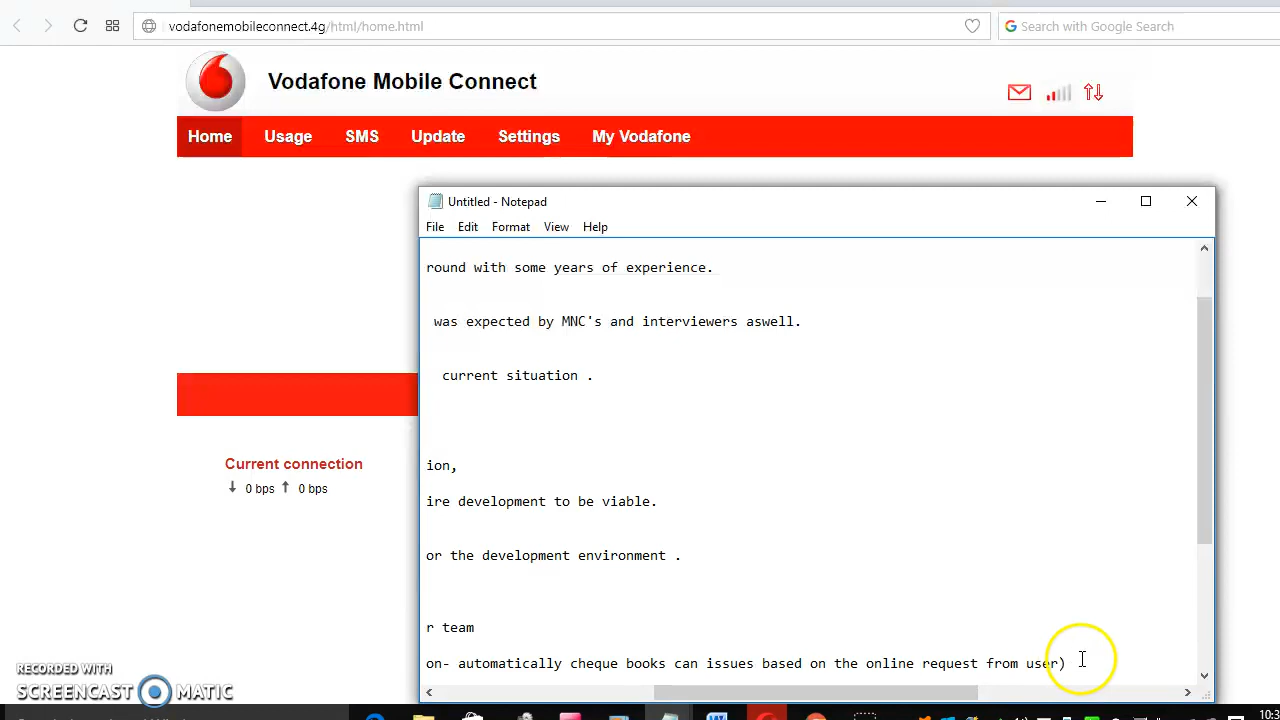 vodafonemobileconnect.4g/html/home.html
Search with Google Search
Vodafone Mobile Connect
Home Usage SMS Update Settings My Vodafone
Untitled - Notepad
File Edit Format View Help
round with some years of experience.
was expected by MNC's and interviewers aswell.
current situation .
Current connection
0 bps 0 bps
ion,
ire development to be viable.
or the development environment .
r team
on- automatically cheque books can issues based on the online request from user)
RECORDED WITH
SCREENCAST MATIC